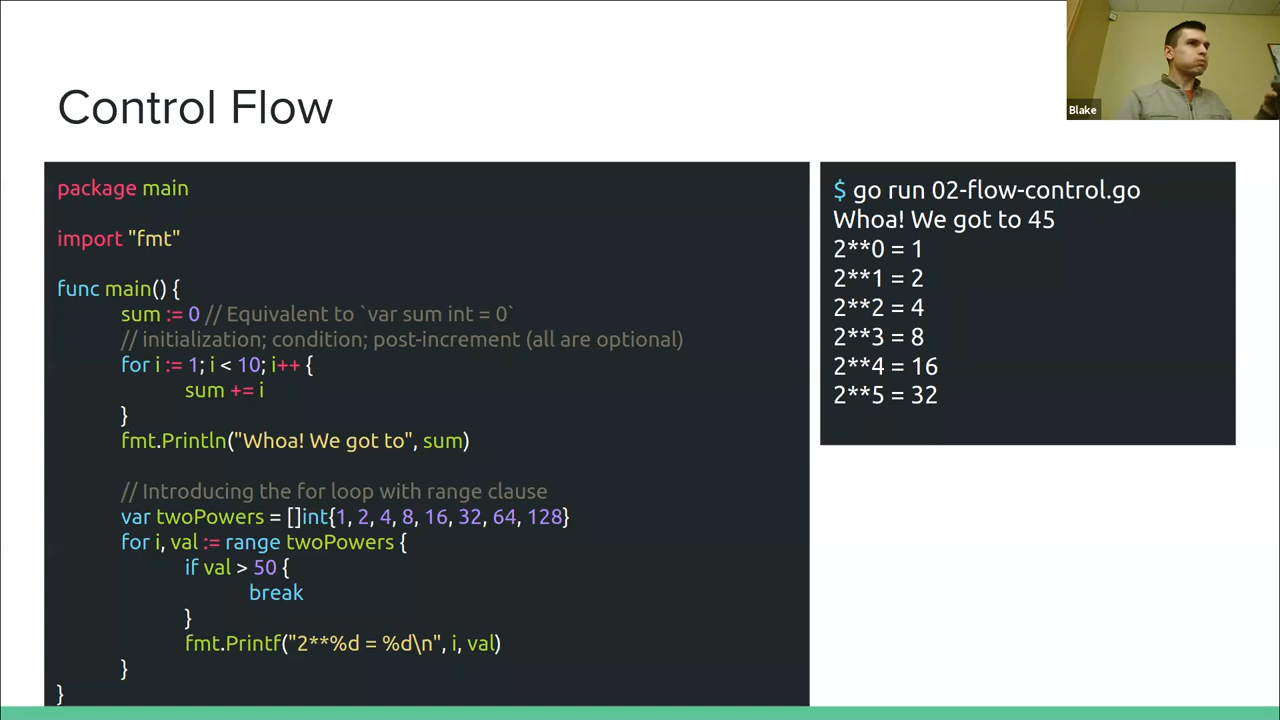 Control Flow
Blake
package main
import "fmt"
func main() {
sum := 0 // Equivalent to `var sum int = 0`
// initialization; condition; post-increment (all are optional)
for i := 1; i < 10; i++ {
sum += i
}
fmt.Println("Whoa! We got to", sum)
// Introducing the for loop with range clause
var twoPowers = []int{1, 2, 4, 8, 16, 32, 64, 128}
for i, val := range twoPowers {
if val > 50 {
break
}
fmt.Printf("2**%d = %d\n", i, val)
}
}
$ go run 02-flow-control.go
Whoa! We got to 45
2**0 = 1
2**1 = 2
2**2 = 4
2**3 = 8
2**4 = 16
2**5 = 32